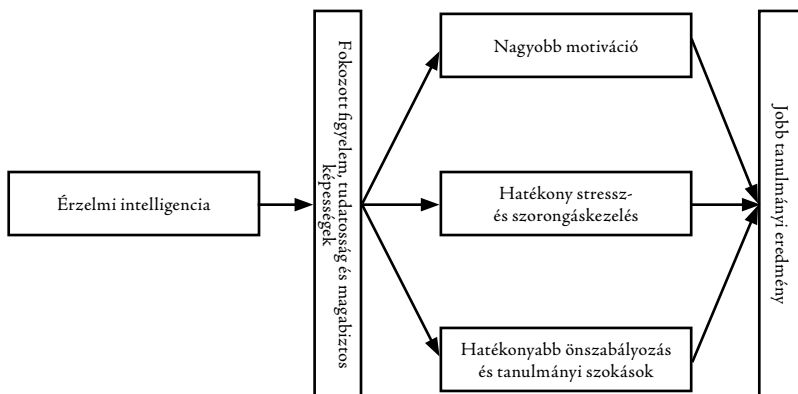 Érzelmi intelligencia
Fokozott figyelem, tudatosság és magabiztos
képességek
Nagyobb motiváció
Hatékony stressz-
és szorongáskezelés
Hatékonyabb önszabályozás
és tanulmányi szokások
Jobb tanulmányi eredmény